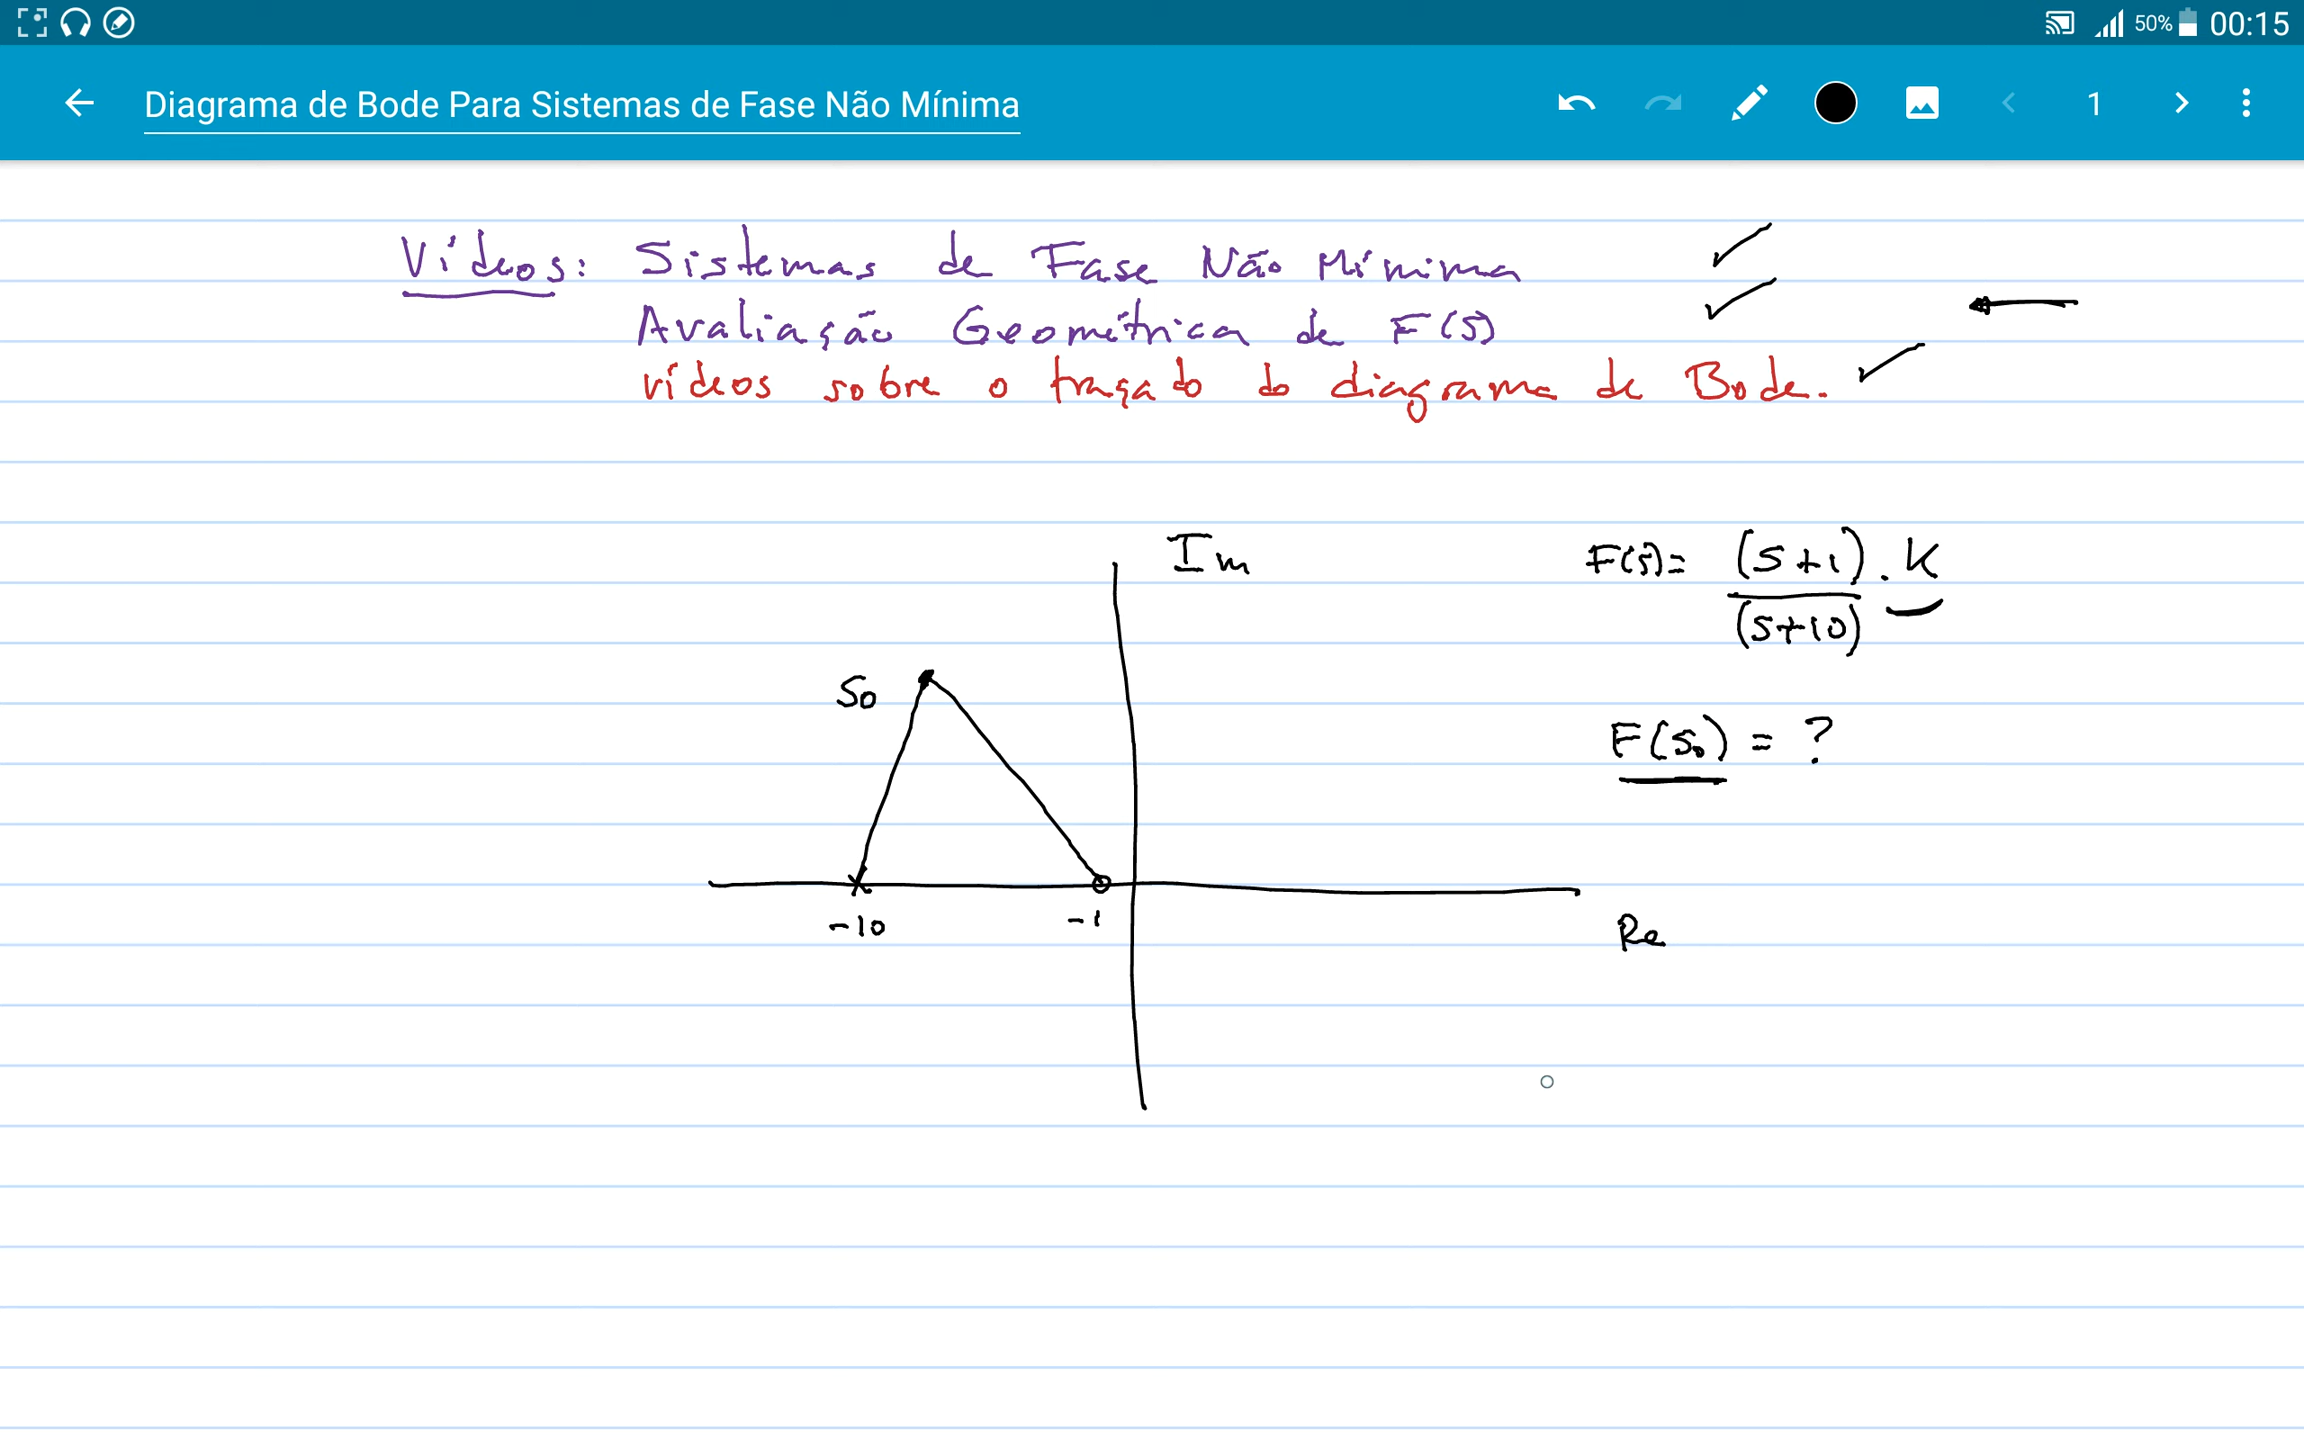 50% 00:15
Diagrama de Bode Para Sistemas de Fase Não Mínima 1
Vídeos: Sistemas de Fase Não Mínima
Avaliação Geométrica de F(s)
vídeos sobre o traçado do diagrama de Bode.
Im
F(s)= (s+1) . K
(s+10)
So
F(so) = ?
-10 -1
Re